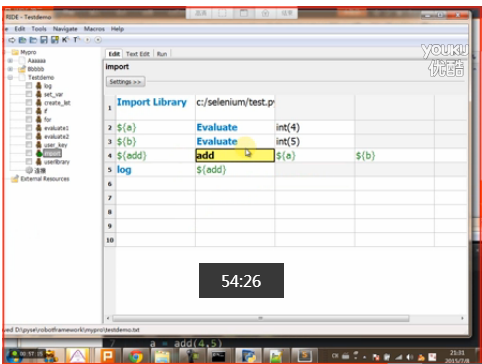 RIDE - Testdemo
Edit Tools Navigate Macros Help
Mypro
Aaaaaa
Bbbbb
Testdemo
log
set_var
create_list
if
for
evaluate1
evaluate2
user_key
import
userlibrary
连接
External Resources
Edit Text Edit Run
import
Settings >>
YOUKU
优酷
1 Import Library c:/selenium/test.py
2 ${a} Evaluate int(4)
3 ${b} Evaluate int(5)
4 ${add} add ${a} ${b}
5 log ${add}
6
7
8
9
10
54:26
ved D:\pyse\robotframework\mypro\testdemo.txt
a = add(4,5)
21:31
2015/7/8